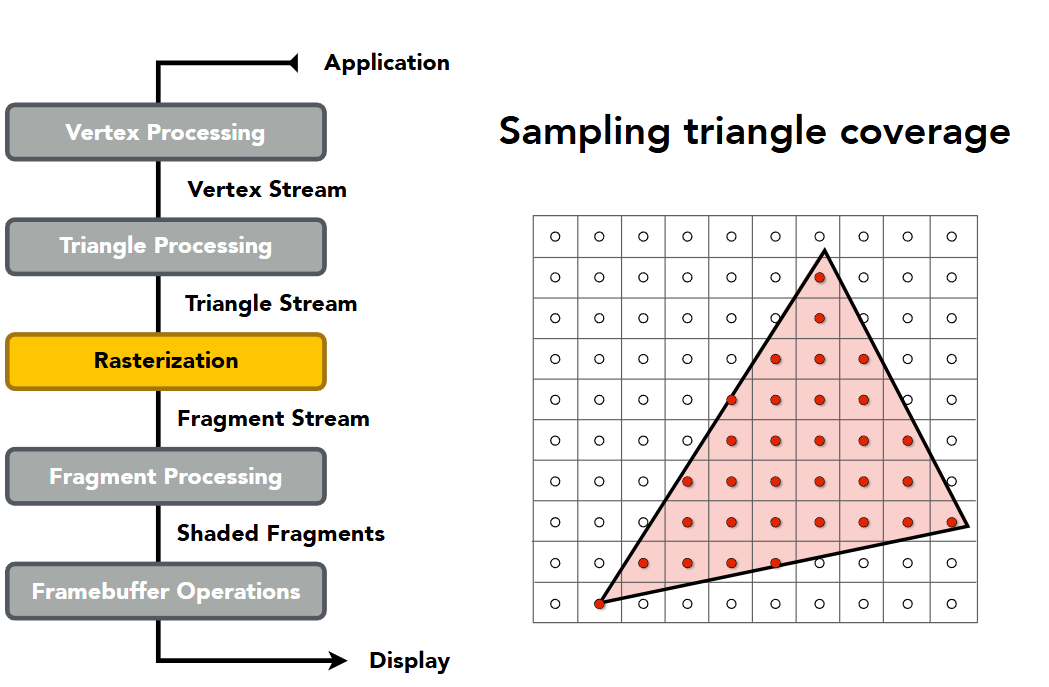 Application
Vertex Processing
Vertex Stream
Triangle Processing
Triangle Stream
Rasterization
Fragment Stream
Fragment Processing
Shaded Fragments
Framebuffer Operations
Display
Sampling triangle coverage